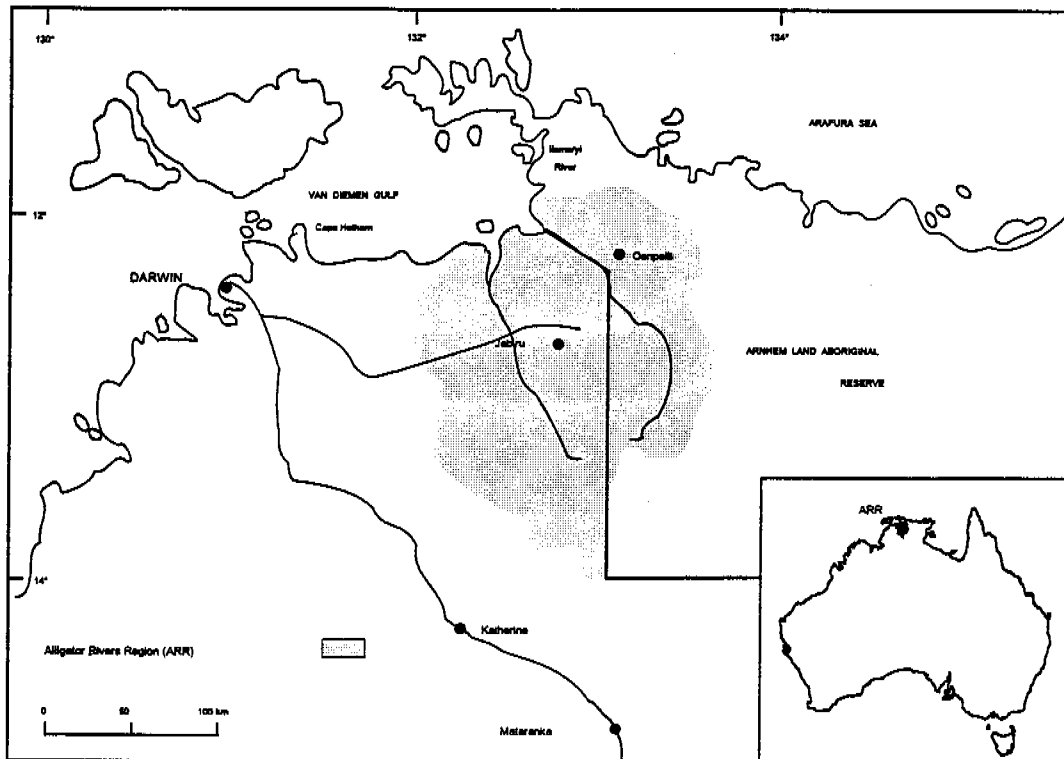 130°
132°
134°
ARAFURA SEA
River
VAN DIEMEN GULF
12°
Cape Hotham
Oenpelli
DARWIN
Jabiru
ARNHEM LAND ABORIGINAL
RESERVE
ARR
14°
Katherine
Alligator Rivers Region (ARR)
0
50
100 km
Mataranka